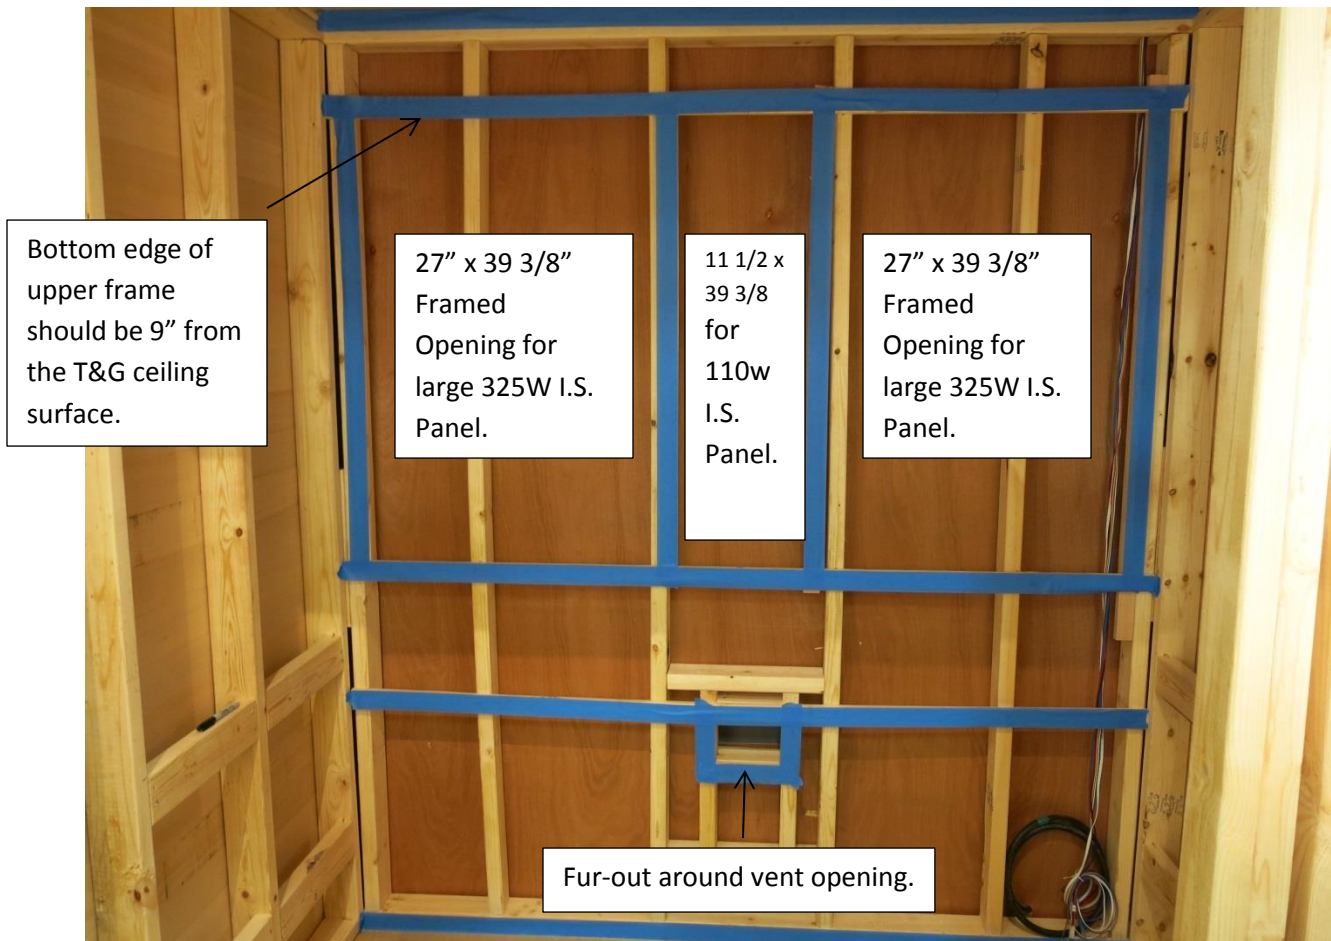 Bottom edge of
upper frame
should be 9” from
the T&G ceiling
surface.
27” x 39 3/8”
Framed
Opening for
large 325W I.S.
Panel.
11 1/2 x
39 3/8
for
110w
I.S.
Panel.
27” x 39 3/8”
Framed
Opening for
large 325W I.S.
Panel.
Fur-out around vent opening.